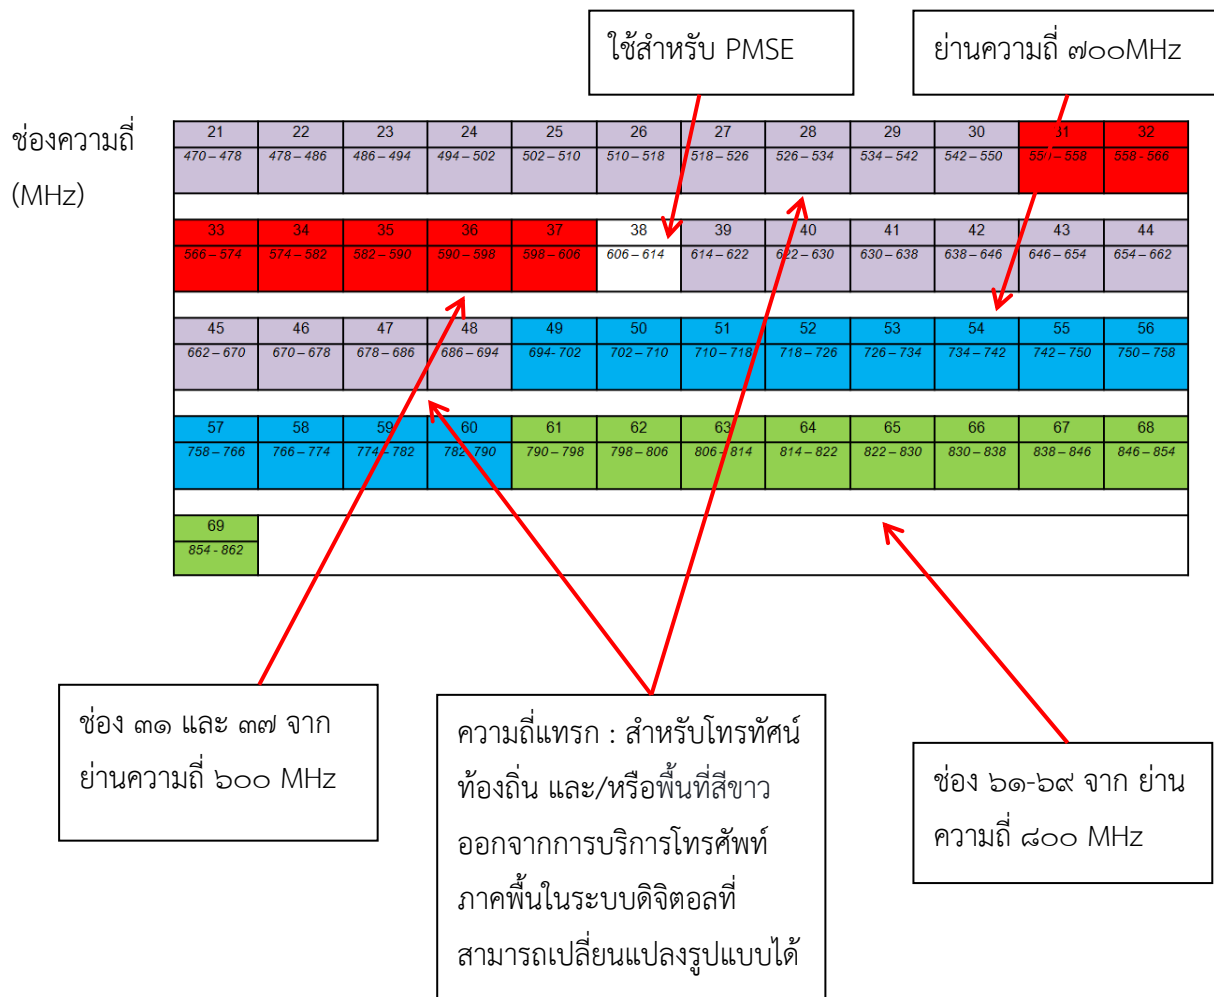 ใช้สำหรับ PMSE
ย่านความถี่ ๗๐๐MHz
ช่องความถี่
(MHz)
21 22 23 24 25 26 27 28 29 30 31 32
470 – 478 478 – 486 486 – 494 494 – 502 502 – 510 510 – 518 518 – 526 526 – 534 534 – 542 542 – 550 550 – 558 558 - 566
33 34 35 36 37 38 39 40 41 42 43 44
566 – 574 574 – 582 582 – 590 590 – 598 598 – 606 606 – 614 614 – 622 622 – 630 630 – 638 638 – 646 646 – 654 654 – 662
45 46 47 48 49 50 51 52 53 54 55 56
662 – 670 670 – 678 678 – 686 686 – 694 694- 702 702 – 710 710 – 718 718 – 726 726 – 734 734 – 742 742 – 750 750 – 758
57 58 59 60 61 62 63 64 65 66 67 68
758 – 766 766 – 774 774 – 782 782 – 790 790 – 798 798 – 806 806 – 814 814 – 822 822 – 830 830 – 838 838 – 846 846 – 854
69
854 - 862
ช่อง ๓๑ และ ๓๗ จาก
ย่านความถี่ ๖๐๐ MHz
ความถี่แทรก : สำหรับโทรทัศน์
ท้องถิ่น และ/หรือพื้นที่สีขาว
ออกจากการบริการโทรศัพท์
ภาคพื้นในระบบดิจิตอลที่
สามารถเปลี่ยนแปลงรูปแบบได้
ช่อง ๖๑-๖๙ จาก ย่าน
ความถี่ ๘๐๐ MHz